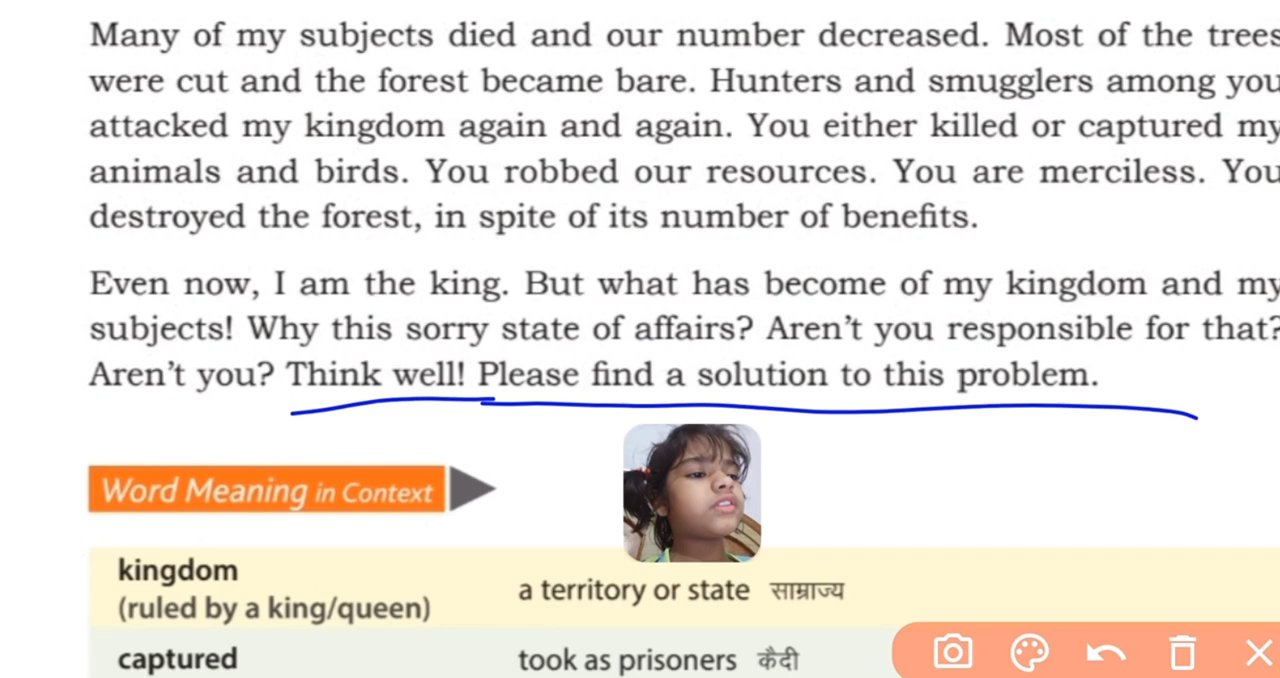 Many of my subjects died and our number decreased. Most of the trees
were cut and the forest became bare. Hunters and smugglers among you
attacked my kingdom again and again. You either killed or captured my
animals and birds. You robbed our resources. You are merciless. You
destroyed the forest, in spite of its number of benefits.
Even now, I am the king. But what has become of my kingdom and my
subjects! Why this sorry state of affairs? Aren't you responsible for that?
Aren't you? Think well! Please find a solution to this problem.
Word Meaning in Context
kingdom
(ruled by a king/queen)
a territory or state साम्राज्य
captured took as prisoners कैदी